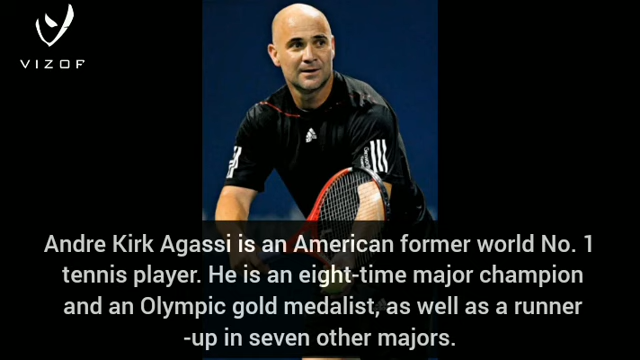 VIZOF
Andre Kirk Agassi is an American former world No. 1
tennis player. He is an eight-time major champion
and an Olympic gold medalist, as well as a runner
-up in seven other majors.